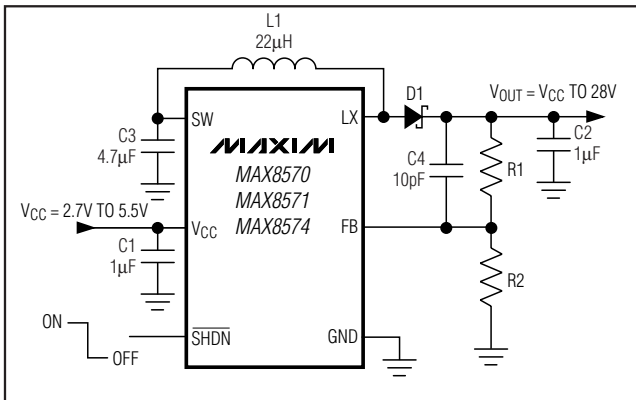 L1
22µH
SW
LX
D1
VOUT = VCC TO 28V
C3
4.7µF
MAXIM
MAX8570
MAX8571
MAX8574
C4
10pF
R1
C2
1µF
VCC = 2.7V TO 5.5V
VCC
FB
C1
1µF
R2
ON
OFF
SHDN
GND